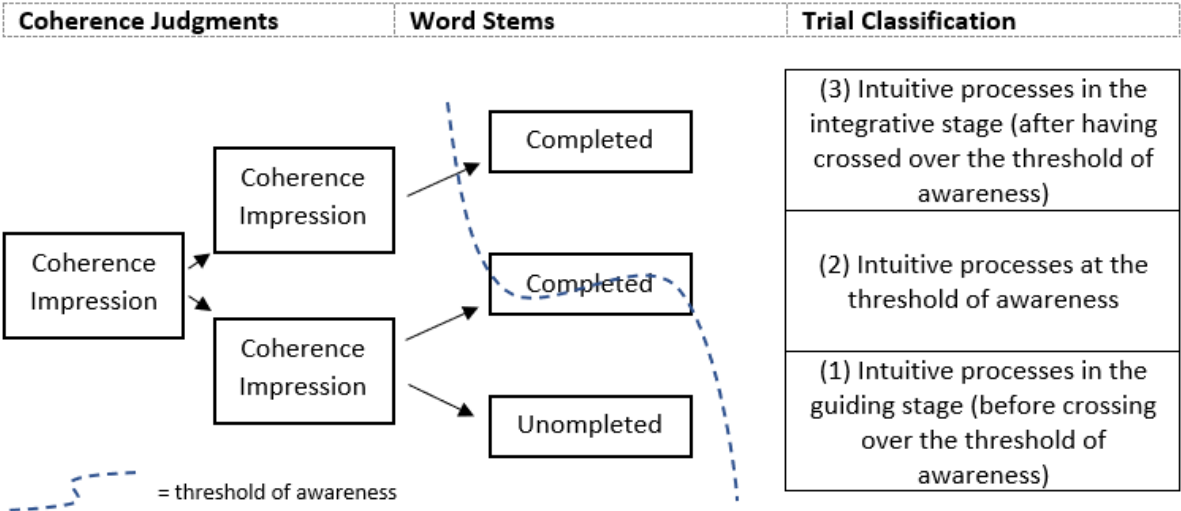 Coherence Judgments
Word Stems
Trial Classification
Coherence
Impression
Coherence
Impression
Coherence
Impression
Completed
Completed
Unompleted
(3) Intuitive processes in the
integrative stage (after having
crossed over the threshold of
awareness)
(2) Intuitive processes at the
threshold of awareness
(1) Intuitive processes in the
guiding stage (before crossing
over the threshold of
awareness)
= threshold of awareness